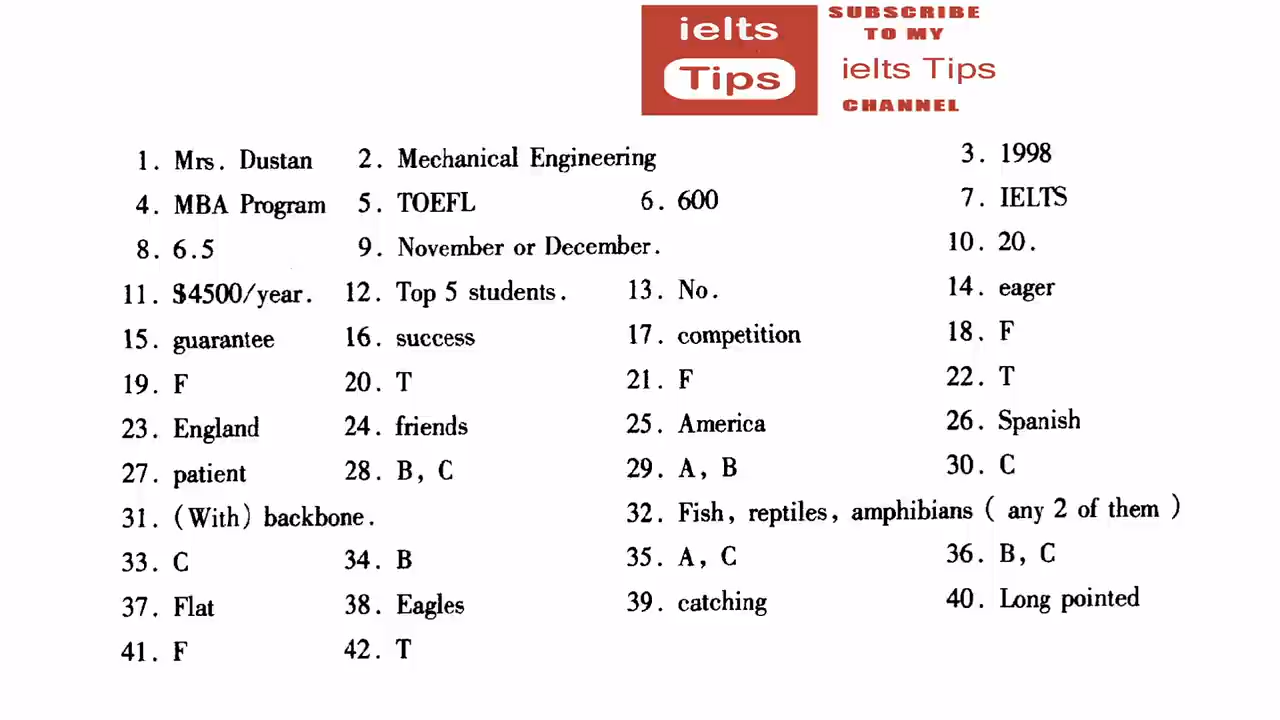 ielts
Tips
SUBSCRIBE
TO MY
ielts Tips
CHANNEL
1. Mrs. Dustan 2. Mechanical Engineering 3. 1998
4. MBA Program 5. TOEFL 6. 600 7. IELTS
8. 6.5 9. November or December. 10. 20.
11. $4500/year. 12. Top 5 students. 13. No. 14. eager
15. guarantee 16. success 17. competition 18. F
19. F 20. T 21. F 22. T
23. England 24. friends 25. America 26. Spanish
27. patient 28. B, C 29. A, B 30. C
31. (With) backbone. 32. Fish, reptiles, amphibians ( any 2 of them )
33. C 34. B 35. A, C 36. B, C
37. Flat 38. Eagles 39. catching 40. Long pointed
41. F 42. T